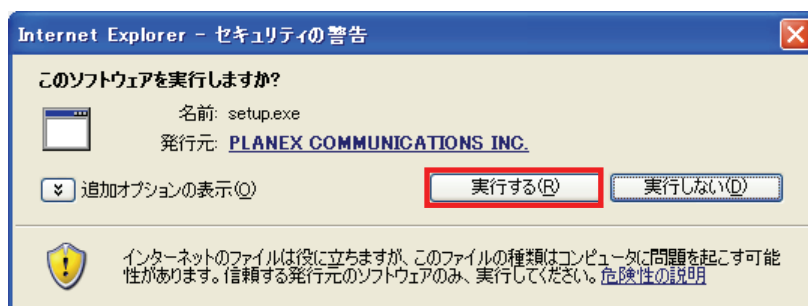 Internet Explorer - セキュリティの警告
このソフトウェアを実行しますか?
名前: setup.exe
発行元: PLANEX COMMUNICATIONS INC.
追加オプションの表示(O)
実行する(R)
実行しない(D)
インターネットのファイルは役に立ちますが、このファイルの種類はコンピュータに問題を起こす可能
性があります。信頼する発行元のソフトウェアのみ、実行してください。危険性の説明